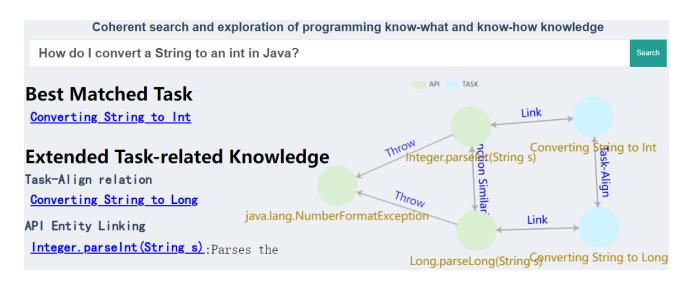 Coherent search and exploration of programming know-what and know-how knowledge
How do I convert a String to an int in Java?
Search
Best Matched Task
Converting String to Int
Extended Task-related Knowledge
Task-Align relation
Converting String to Long
API Entity Linking
Integer.parseInt(String s):Parses the
API
TASK
Link
Converting String to Int
Throw
Integer.parseInt(String s)
Task-Align
Throw
java.lang.NumberFormatException
Link
Long.parseLong(String s)
Converting String to Long